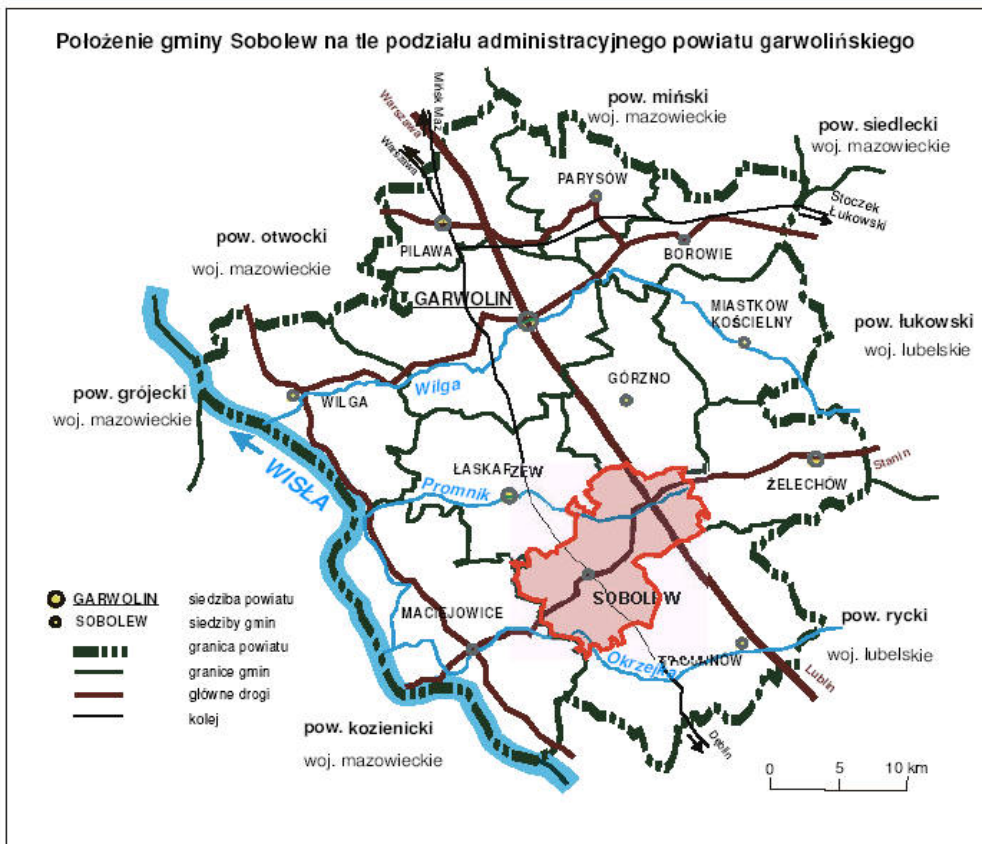 Położenie gminy Sobolew na tle podziału administracyjnego powiatu garwolińskiego
Mińsk Maz.
Warszawa
Warszawa
pow. miński
woj. mazowieckie
pow. siedlecki
woj. mazowieckie
PARYSÓW
Stoczek
Łukowski
pow. otwocki
woj. mazowieckie
PILAWA
BOROWIE
GARWOLIN
MIASTKÓW
KOŚCIELNY
pow. łukowski
woj. lubelskie
pow. grójecki
woj. mazowieckie
Wilga
WILGA
GÓRZNO
WISŁA
ŁASKARZEW
Promnik
Stanin
ŻELECHÓW
GARWOLIN siedziba powiatu
SOBOLEW siedziby gmin
granica powiatu
granice gmin
główne drogi
kolej
MACIEJOWICE
SOBOLEW
pow. rycki
woj. lubelskie
Okrzejka
Lublin
pow. kozienicki
woj. mazowieckie
Dęblin
0 5 10 km